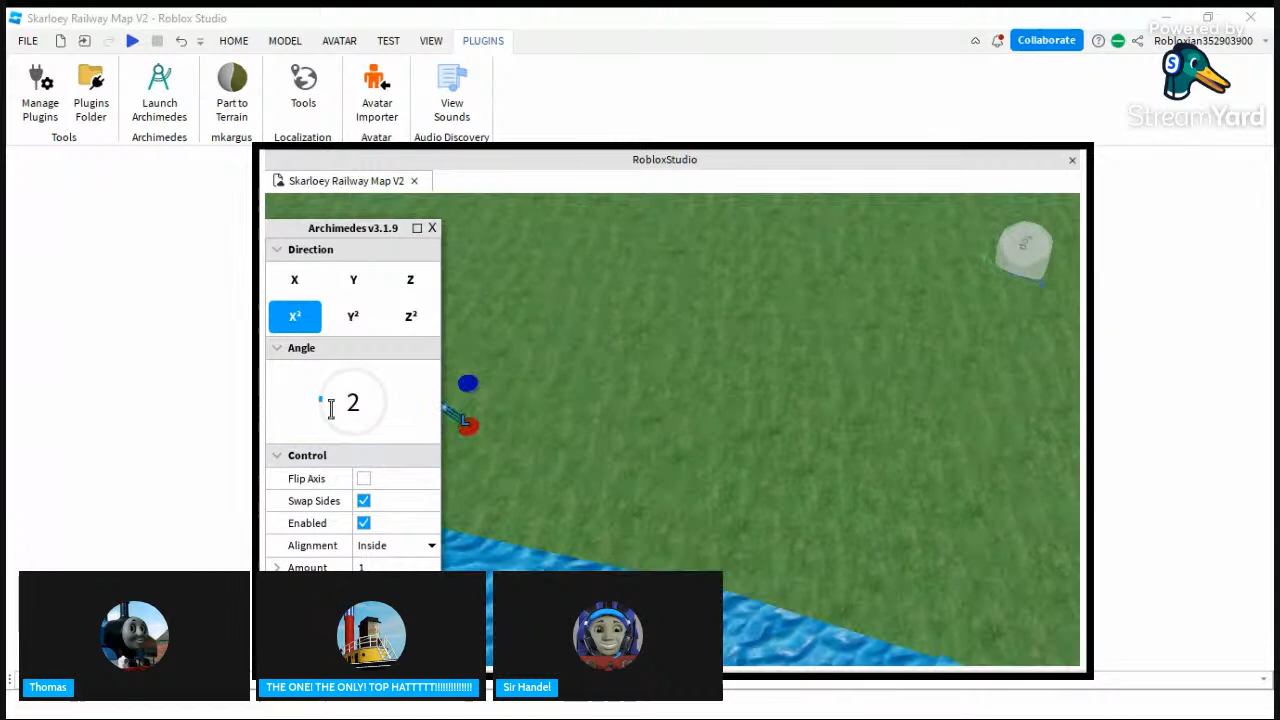 Skarloey Railway Map V2 - Roblox Studio
Powered by
FILE HOME MODEL AVATAR TEST VIEW PLUGINS Collaborate Robloxian352903900
Manage Plugins
Plugins Folder
Launch Archimedes
Part to Terrain
Tools
Avatar Importer
View Sounds
StreamYard
Tools Archimedes mkargus Localization Avatar Audio Discovery
RobloxStudio
Skarloey Railway Map V2
Archimedes v3.1.9 X
Direction
X Y Z
X² Y² Z²
Angle
2
L
Control
Flip Axis
Swap Sides
Enabled
Alignment Inside
Amount 1
Thomas
THE ONE! THE ONLY! TOP HATTTTT!!!!!!!!!!!!!!
Sir Handel